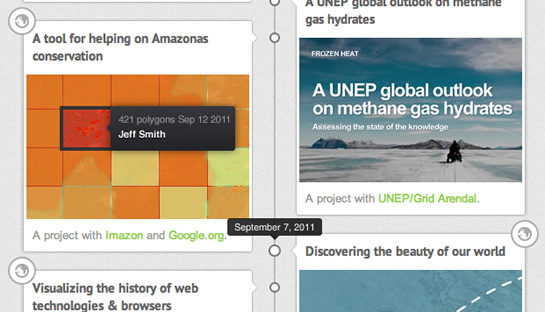 A UNEP global outlook on methane
gas hydrates
A tool for helping on Amazonas
conservation
FROZEN HEAT
A UNEP global outlook
on methane gas hydrates
Assessing the state of the knowledge
421 polygons Sep 12 2011
Jeff Smith
A project with UNEP/Grid Arendal.
A project with Imazon and Google.org.
September 7, 2011
Discovering the beauty of our world
Visualizing the history of web
technologies & browsers